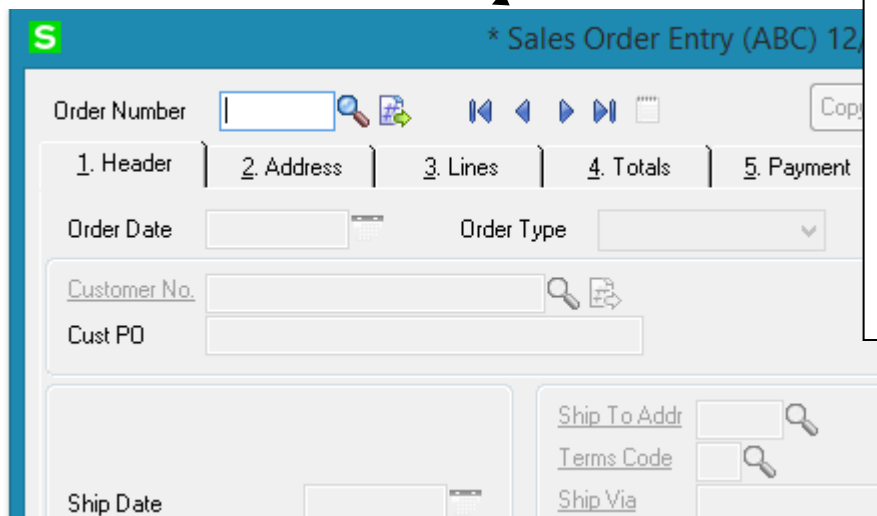 S
* Sales Order Entry (ABC) 12/
Order Number
Copy
1. Header 2. Address 3. Lines 4. Totals 5. Payment
Order Date Order Type
Customer No.
Cust PO
Ship To Addr
Terms Code
Ship Date Ship Via